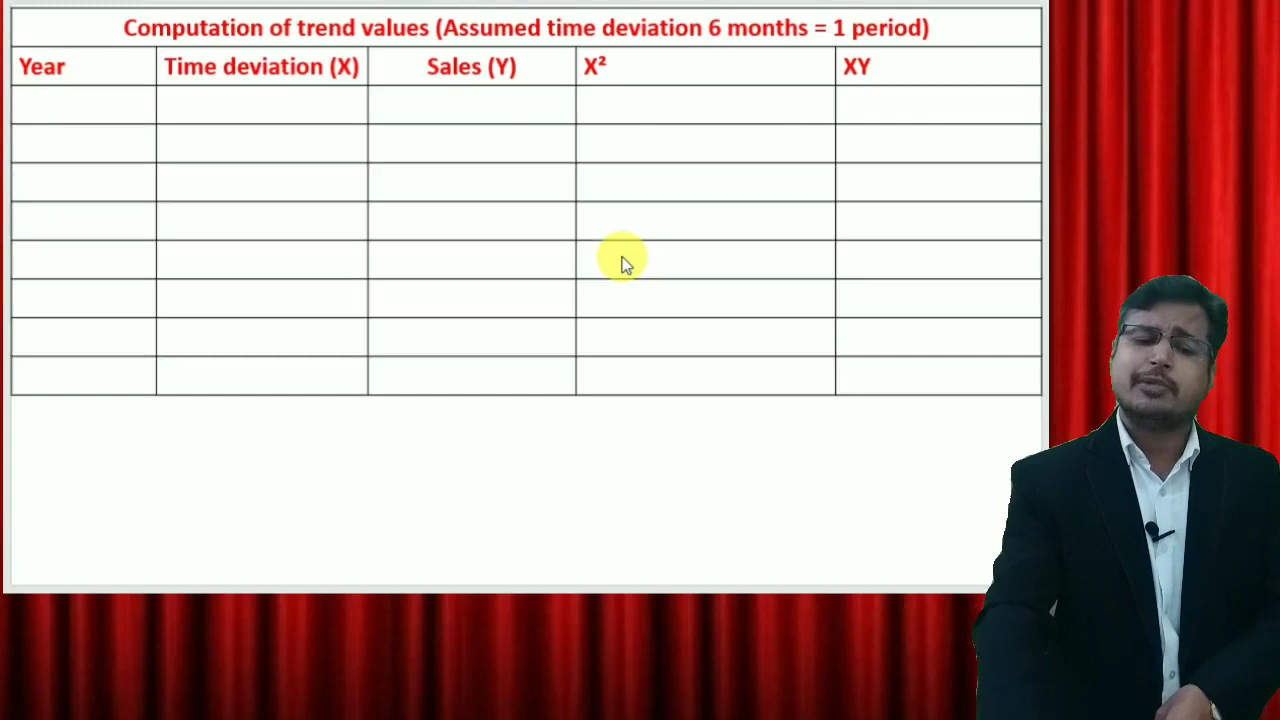 Computation of trend values (Assumed time deviation 6 months = 1 period)
Year Time deviation (X) Sales (Y) X² XY